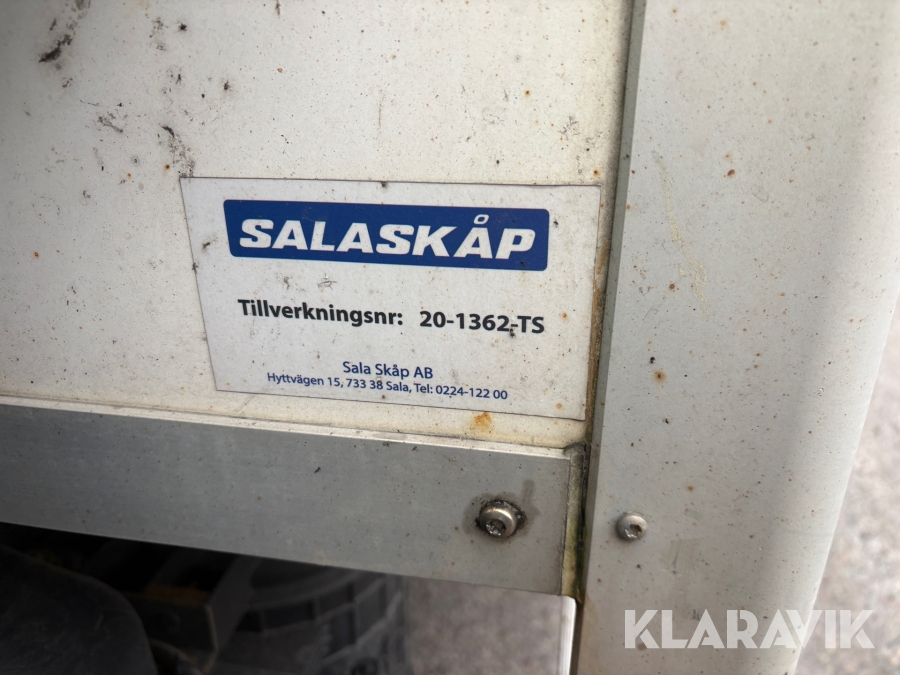 SALASKÅP
Tillverkningsnr: 20-1362-TS
Sala Skåp AB
Hyttvägen 15, 733 38 Sala, Tel: 0224-122 00
KLARAVIK